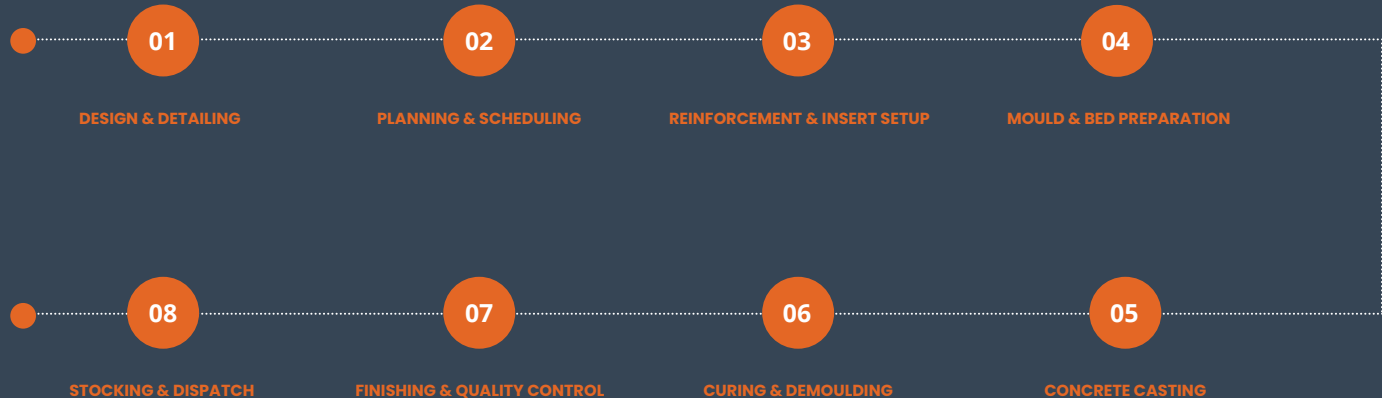 01
02
03
04
DESIGN & DETAILING
PLANNING & SCHEDULING
REINFORCEMENT & INSERT SETUP
MOULD & BED PREPARATION
08
07
06
05
STOCKING & DISPATCH
FINISHING & QUALITY CONTROL
CURING & DEMOULDING
CONCRETE CASTING